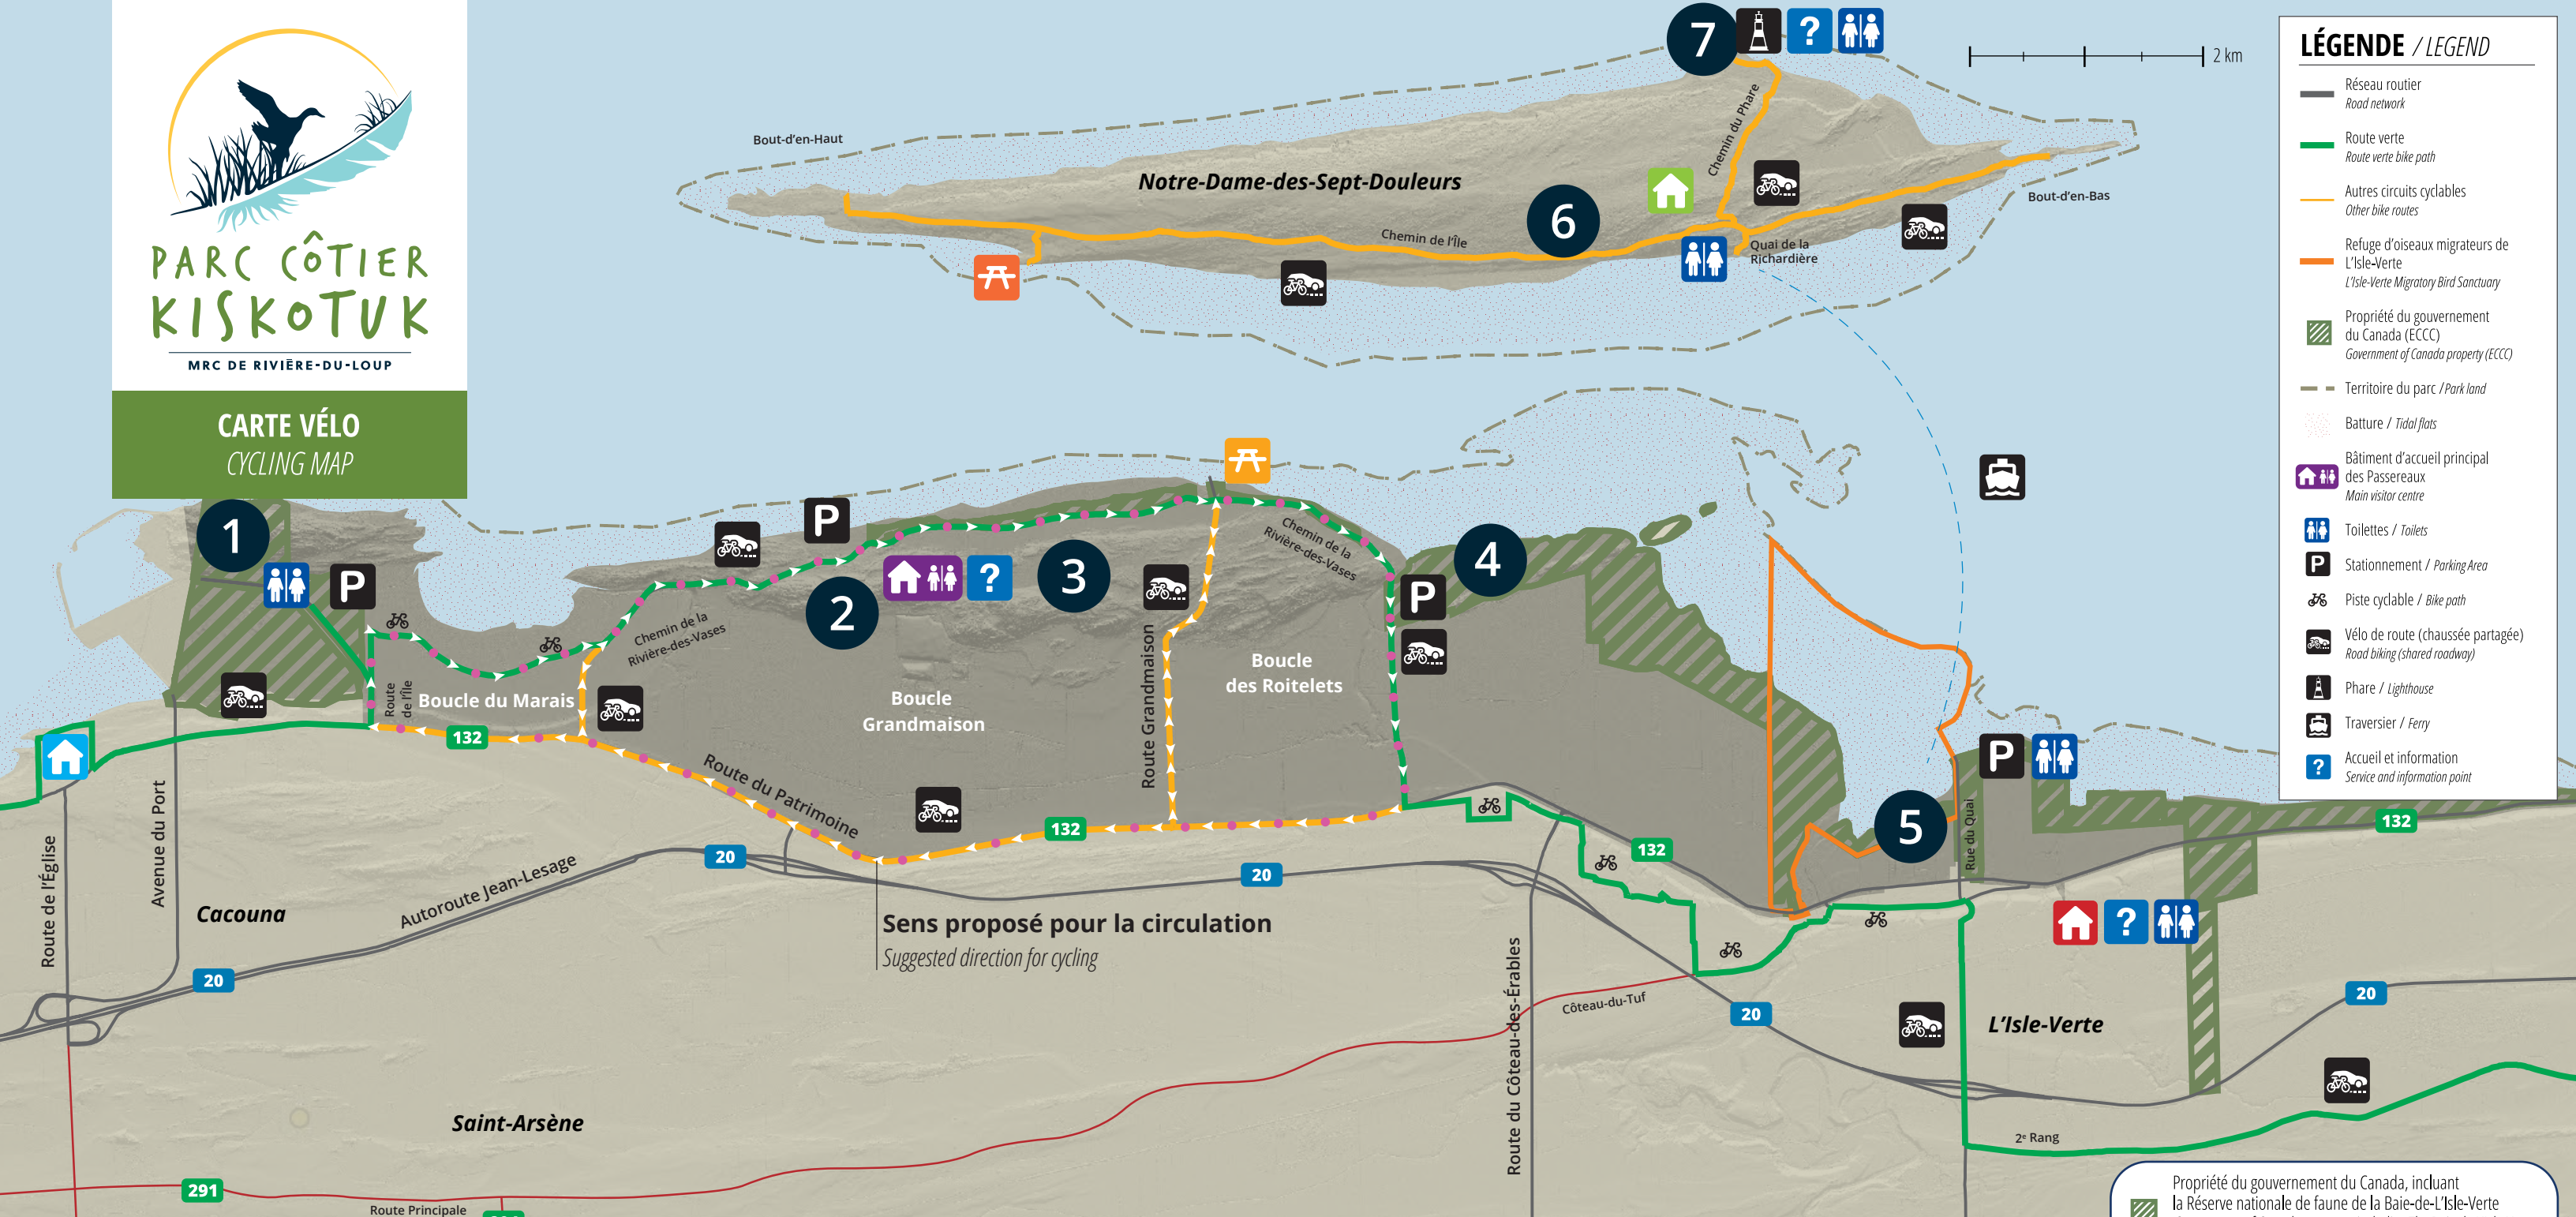 PARC CÔTIER
KISKOTUK
MRC DE RIVIÈRE-DU-LOUP
CARTE VÉLO
CYCLING MAP
7
?
2 km
Bout-d'en-Haut
Notre-Dame-des-Sept-Douleurs
Chemin du Phare
6
Chemin de l'Île
Quai de la
Richardière
Bout-d'en-Bas
LÉGENDE / LEGEND
Réseau routier
Road network
Route verte
Route verte bike path
Autres circuits cyclables
Other bike routes
Refuge d'oiseaux migrateurs de
L'Isle-Verte
L'Isle-Verte Migratory Bird Sanctuary
Propriété du gouvernement
du Canada (ECCC)
Government of Canada property (ECCC)
Territoire du parc / Park land
Batture / Tidal flats
Bâtiment d'accueil principal
des Passereaux
Main visitor centre
Toilettes / Toilets
P
Stationnement / Parking Area
Piste cyclable / Bike path
Vélo de route (chaussée partagée)
Road biking (shared roadway)
Phare / Lighthouse
Traversier / Ferry
?
Accueil et information
Service and information point
1
P
P
2
?
3
4
P
Chemin de la
Rivière-des-Vases
Chemin de la
Rivière-des-Vases
Route
de l'Île
Boucle du Marais
Boucle
Grandmaison
Route Grandmaison
Boucle
des Roitelets
132
Route du Patrimoine
132
132
132
5
P
Rue du Quai
Route de l'Église
Avenue du Port
Cacouna
Autoroute Jean-Lesage
20
20
20
20
20
Sens proposé pour la circulation
Suggested direction for cycling
Route du Côteau-des-Érables
Côteau-du-Tuf
?
L'Isle-Verte
Saint-Arsène
2e Rang
291
Route Principale
Propriété du gouvernement du Canada, incluant
la Réserve nationale de faune de la Baie-de-L'Isle-Verte